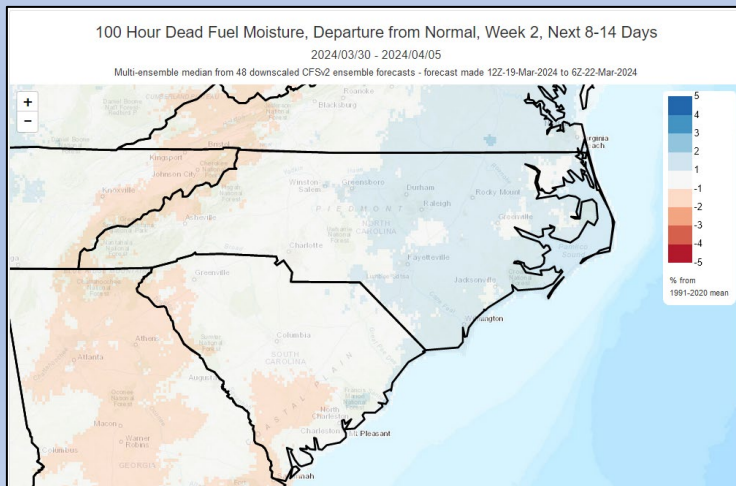 100 Hour Dead Fuel Moisture, Departure from Normal, Week 2, Next 8-14 Days
2024/03/30 - 2024/04/05
Multi-ensemble median from 48 downscaled CFSv2 ensemble forecasts - forecast made 12Z-19-Mar-2024 to 6Z-22-Mar-2024
+
−
5
4
3
2
1
-1
-2
-3
-4
-5
% from
1991-2020 mean
Roanoke
Blacksburg
Bristol
Kingsport
Johnson City
Knoxville
Winston
Salem
Greensboro
Durham
Raleigh
Rocky Mount
Greenville
PIEDMONT
NORTH
CAROLINA
Asheville
Charlotte
Fayetteville
Jacksonville
Greenville
Columbia
SOUTH
CAROLINA
Athens
Atlanta
Augusta
Macon
Warner
Robins
Columbus
GEORGIA
North
Charleston
Charleston
Mt Pleasant